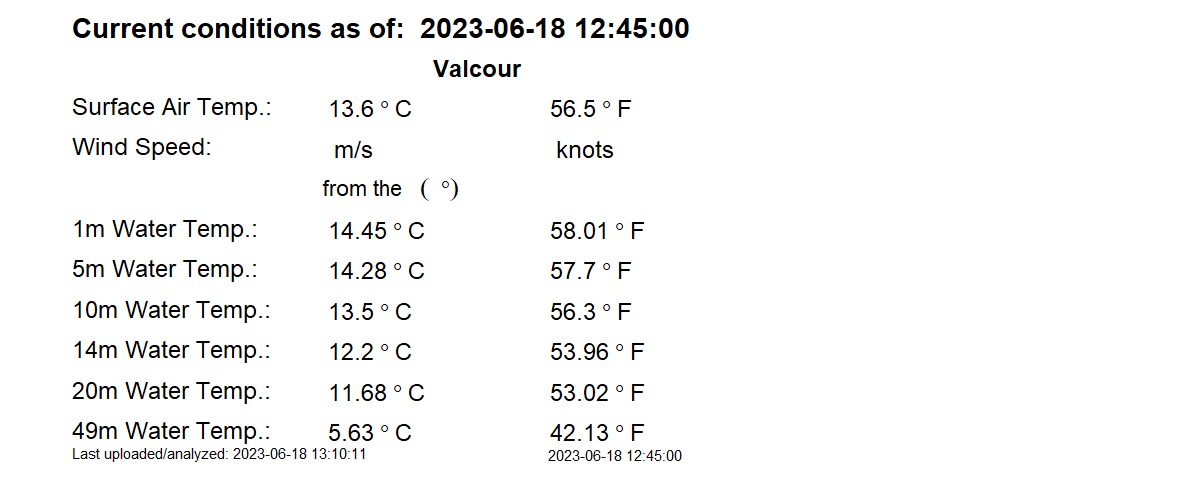 Current conditions as of: 2023-06-18 12:45:00
Valcour
Surface Air Temp.: 13.6 ° C 56.5 ° F
Wind Speed: m/s knots
from the ( °)
1m Water Temp.: 14.45 ° C 58.01 ° F
5m Water Temp.: 14.28 ° C 57.7 ° F
10m Water Temp.: 13.5 ° C 56.3 ° F
14m Water Temp.: 12.2 ° C 53.96 ° F
20m Water Temp.: 11.68 ° C 53.02 ° F
49m Water Temp.: 5.63 ° C 42.13 ° F
Last uploaded/analyzed: 2023-06-18 13:10:11 2023-06-18 12:45:00